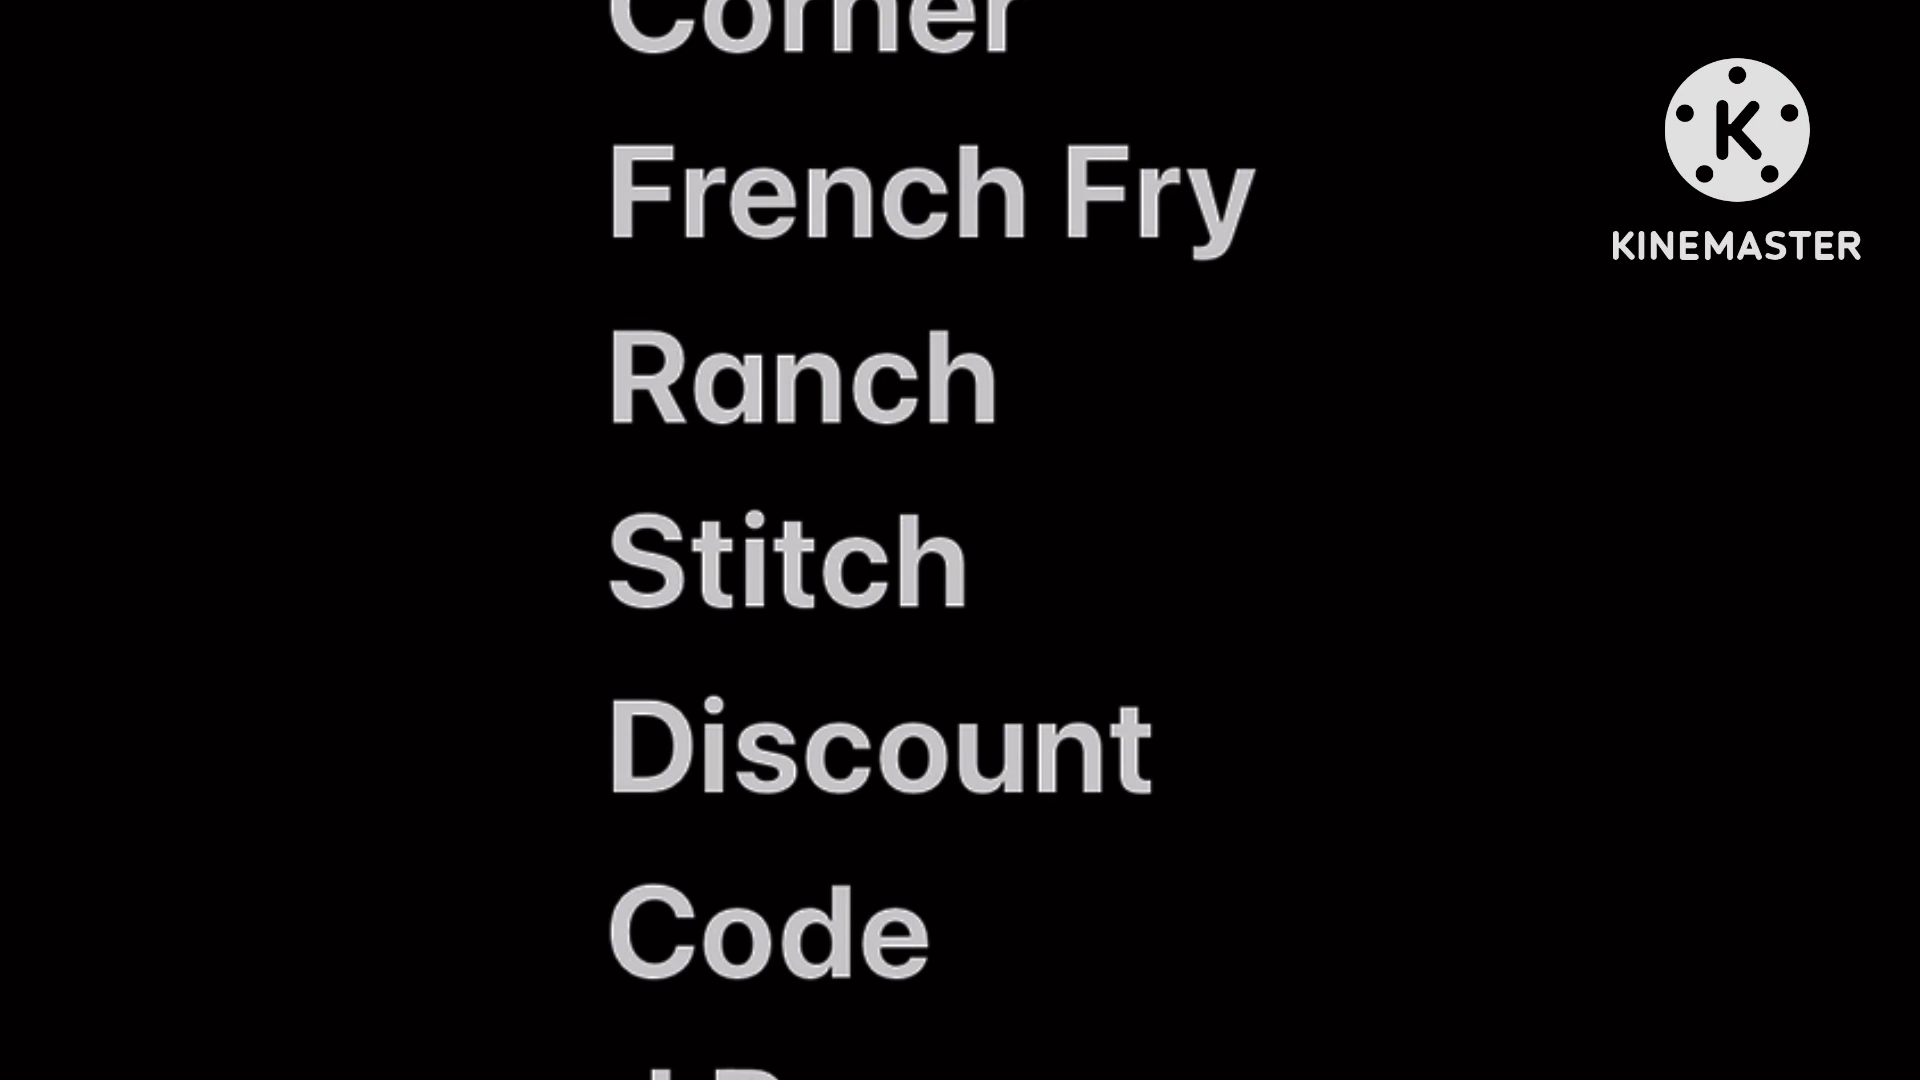 Corner
French Fry
Ranch
Stitch
Discount
Code
K
KINEMASTER